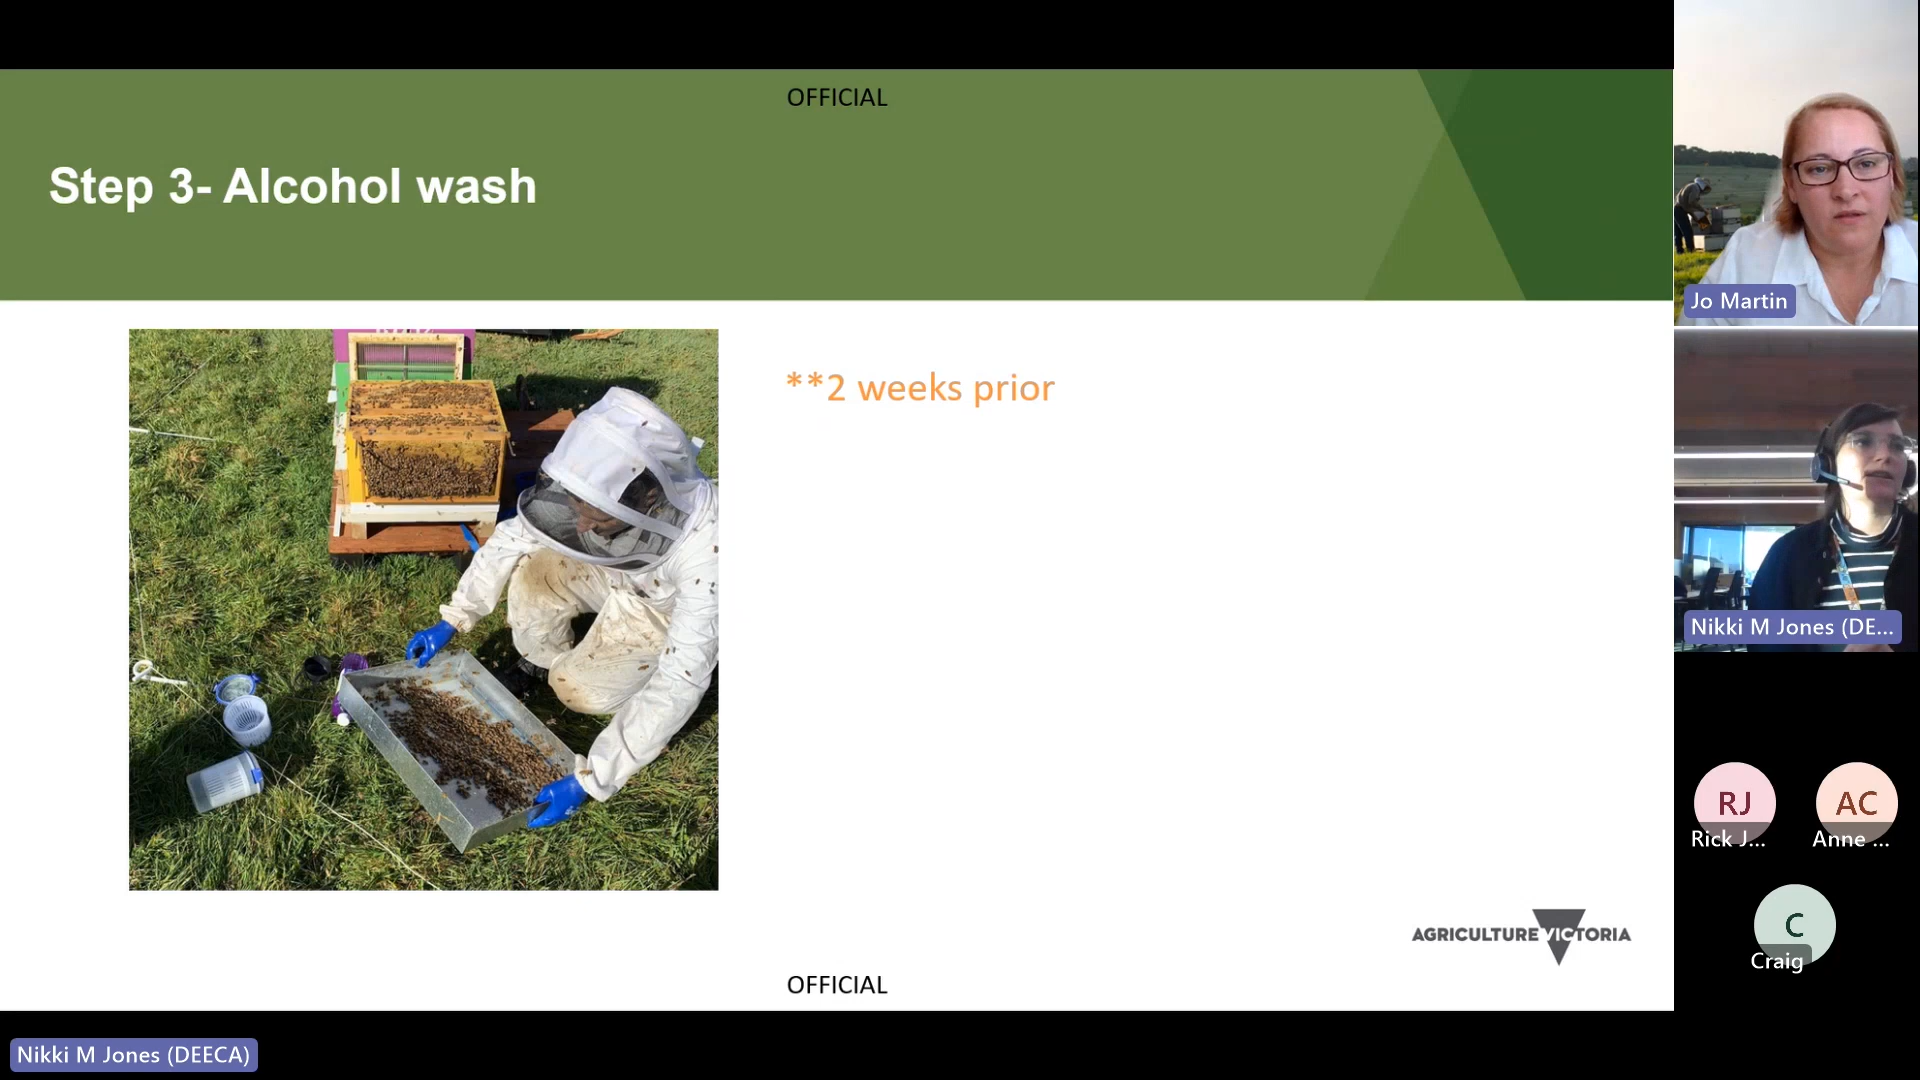 OFFICIAL
Step 3- Alcohol wash
**2 weeks prior
AGRICULTURE VICTORIA
OFFICIAL
Nikki M Jones (DEECA)
Jo Martin
Nikki M Jones (DE...
RJ
Rick J...
AC
Anne ...
C
Craig